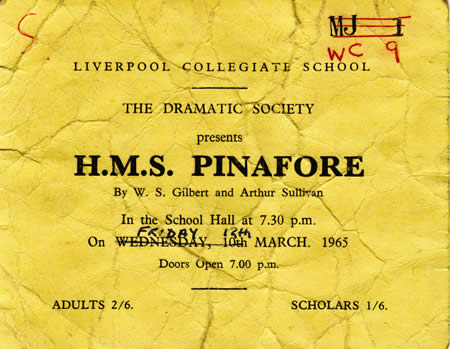 C
MJ 1
WC 9
LIVERPOOL COLLEGIATE SCHOOL
THE DRAMATIC SOCIETY
presents
H.M.S. PINAFORE
By W. S. Gilbert and Arthur Sullivan
In the School Hall at 7.30 p.m.
FRIDAY 12th
On WEDNESDAY, 10th MARCH. 1965
Doors Open 7.00 p.m.
ADULTS 2/6. SCHOLARS 1/6.